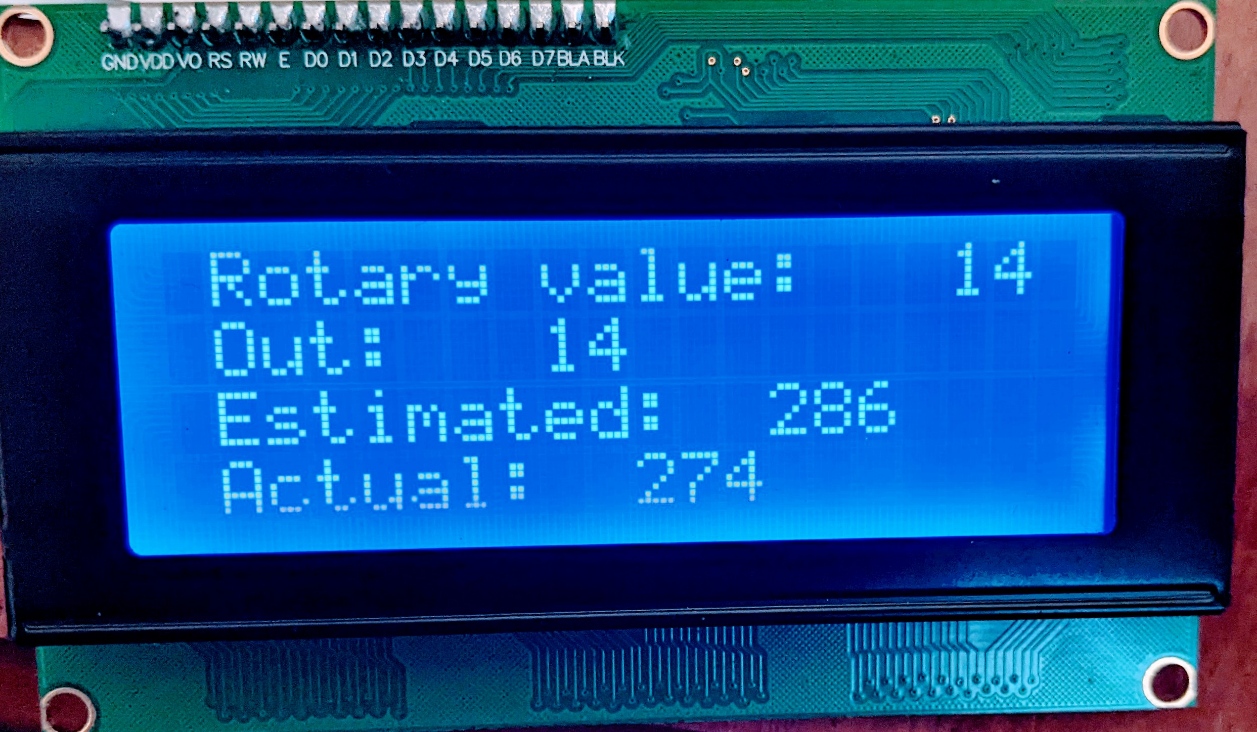 GND VDD VO RS RW E D0 D1 D2 D3 D4 D5 D6 D7 BLA BLK
Rotary value: 14
Out: 14
Estimated: 286
Actual: 274